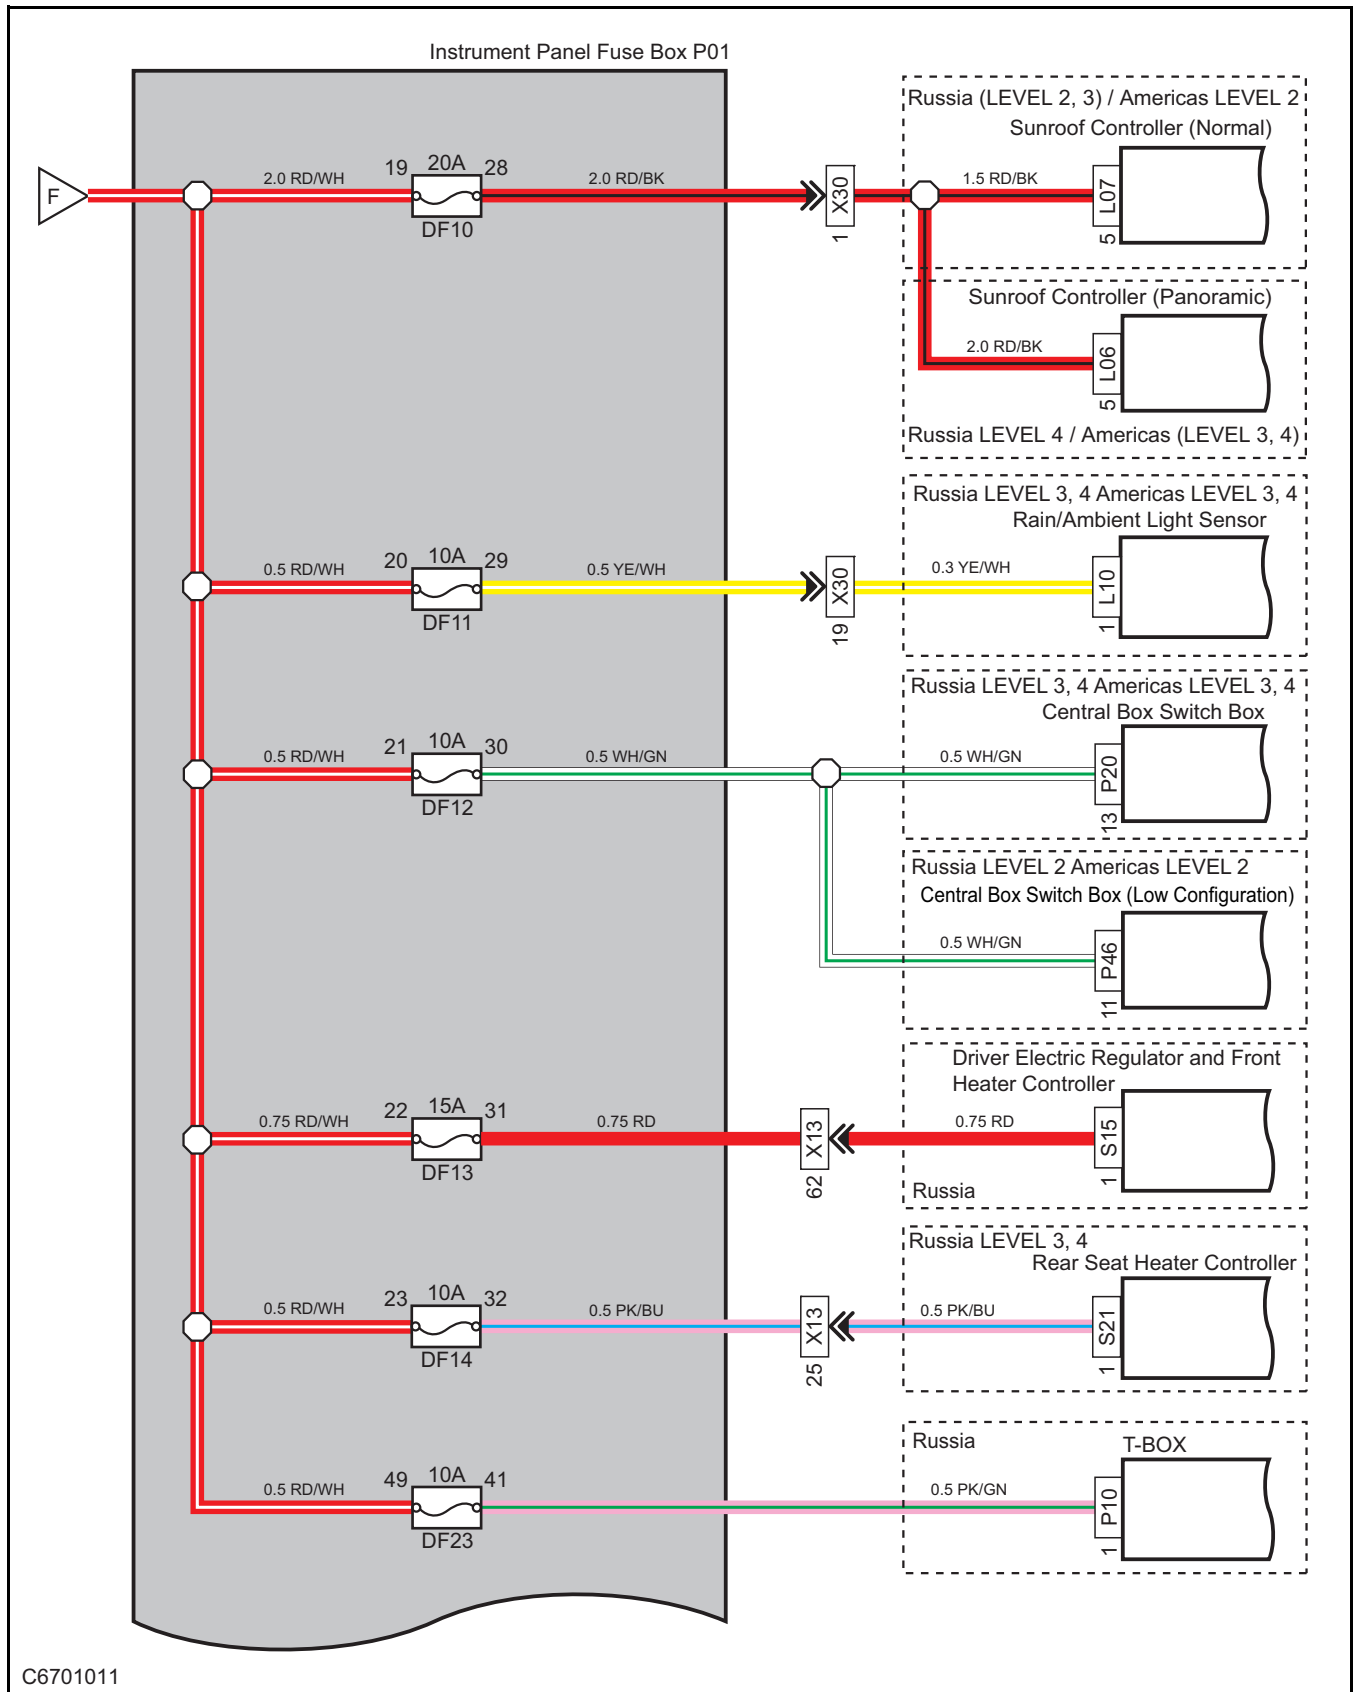 Instrument Panel Fuse Box P01
Russia (LEVEL 2, 3) / Americas LEVEL 2
Sunroof Controller (Normal)
F
2.0 RD/WH
19
20A
28
DF10
2.0 RD/BK
X30
1
1.5 RD/BK
L07
5
Sunroof Controller (Panoramic)
2.0 RD/BK
L06
5
Russia LEVEL 4 / Americas (LEVEL 3, 4)
Russia LEVEL 3, 4 Americas LEVEL 3, 4
Rain/Ambient Light Sensor
0.5 RD/WH
20
10A
29
DF11
0.5 YE/WH
X30
19
0.3 YE/WH
L10
1
Russia LEVEL 3, 4 Americas LEVEL 3, 4
Central Box Switch Box
0.5 RD/WH
21
10A
30
DF12
0.5 WH/GN
0.5 WH/GN
P20
13
Russia LEVEL 2 Americas LEVEL 2
Central Box Switch Box (Low Configuration)
0.5 WH/GN
P46
11
Driver Electric Regulator and Front
Heater Controller
0.75 RD/WH
22
15A
31
DF13
0.75 RD
X13
62
0.75 RD
S15
1
Russia
Russia LEVEL 3, 4
Rear Seat Heater Controller
0.5 RD/WH
23
10A
32
DF14
0.5 PK/BU
X13
25
0.5 PK/BU
S21
1
Russia
T-BOX
0.5 RD/WH
49
10A
41
DF23
0.5 PK/GN
P10
1
C6701011